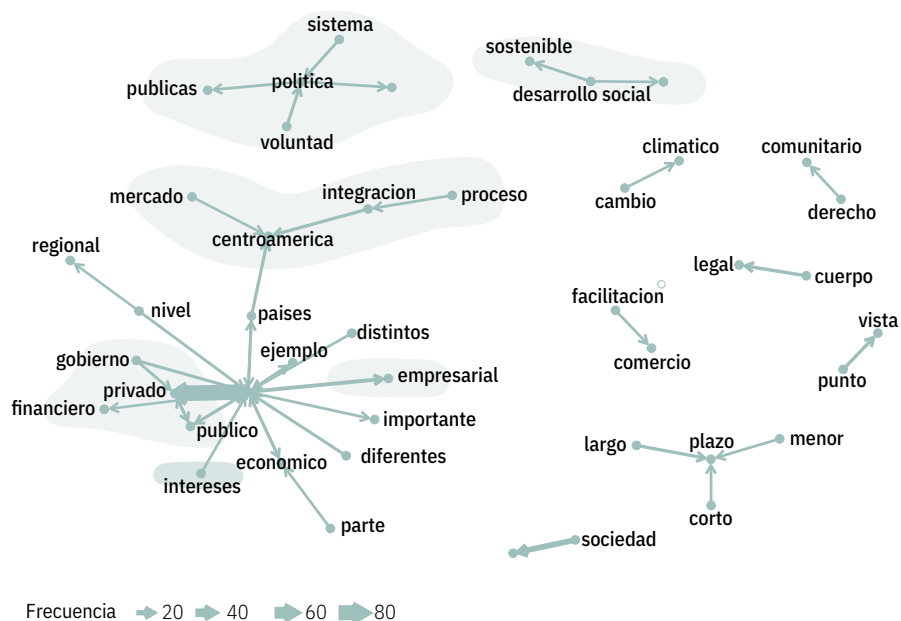 sistema
publicas
politica
voluntad
sostenible
desarrollo social
climatico
cambio
comunitario
derecho
mercado
integracion
proceso
centroamerica
regional
nivel
paises
legal
cuerpo
facilitacion
comercio
vista
punto
gobierno
ejemplo
distintos
privado
empresarial
financiero
publico
importante
economico
diferentes
intereses
parte
largo
plazo
menor
corto
sociedad
Frecuencia 20 40 60 80